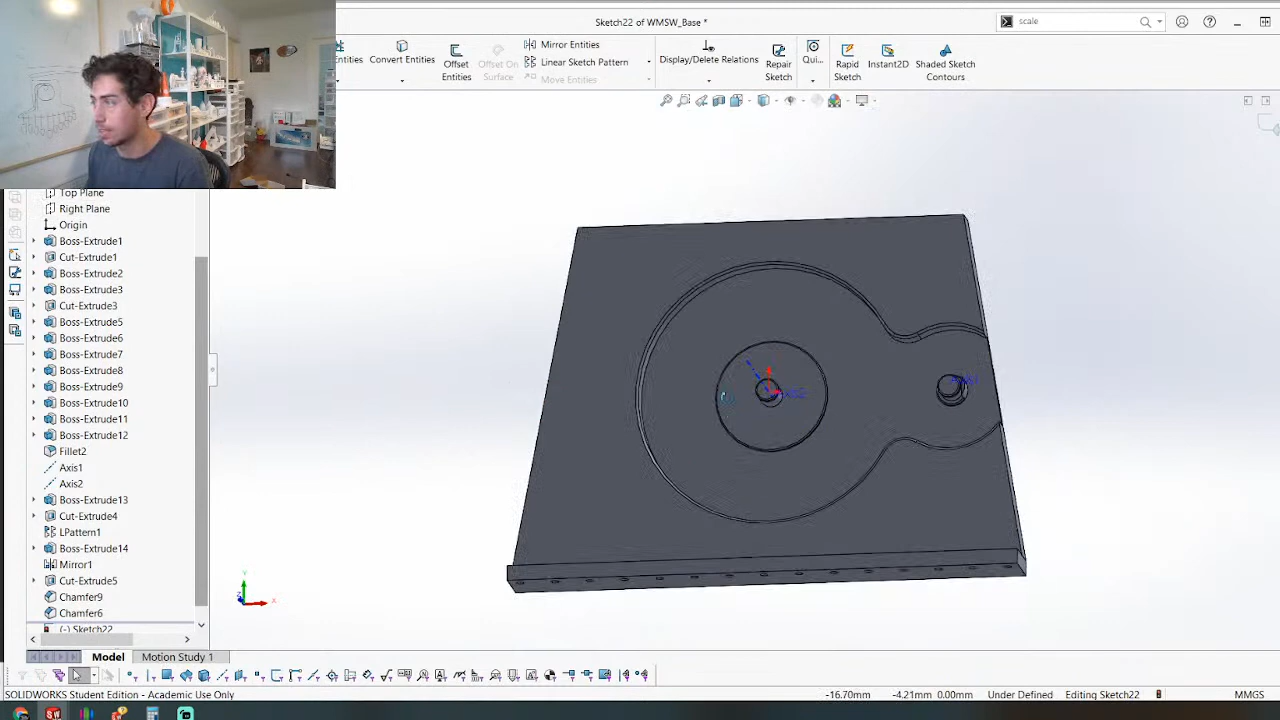 Sketch22 of WMSW_Base *
scale
Entities
Convert Entities
Offset
Entities
Offset On
Surface
Mirror Entities
Linear Sketch Pattern
Move Entities
Display/Delete Relations
Repair
Sketch
Qui...
Rapid
Sketch
Instant2D
Shaded Sketch
Contours
Top Plane
Right Plane
Origin
Boss-Extrude1
Cut-Extrude1
Boss-Extrude2
Boss-Extrude3
Cut-Extrude3
Boss-Extrude5
Boss-Extrude6
Boss-Extrude7
Boss-Extrude8
Boss-Extrude9
Boss-Extrude10
Boss-Extrude11
Boss-Extrude12
Fillet2
Axis1
Axis2
Boss-Extrude13
Cut-Extrude4
LPattern1
Boss-Extrude14
Mirror1
Cut-Extrude5
Chamfer9
Chamfer6
(-) Sketch22
Y
X
Model
Motion Study 1
SOLIDWORKS Student Edition - Academic Use Only
-16.70mm
-4.21mm
0.00mm
Under Defined
Editing Sketch22
MMGS